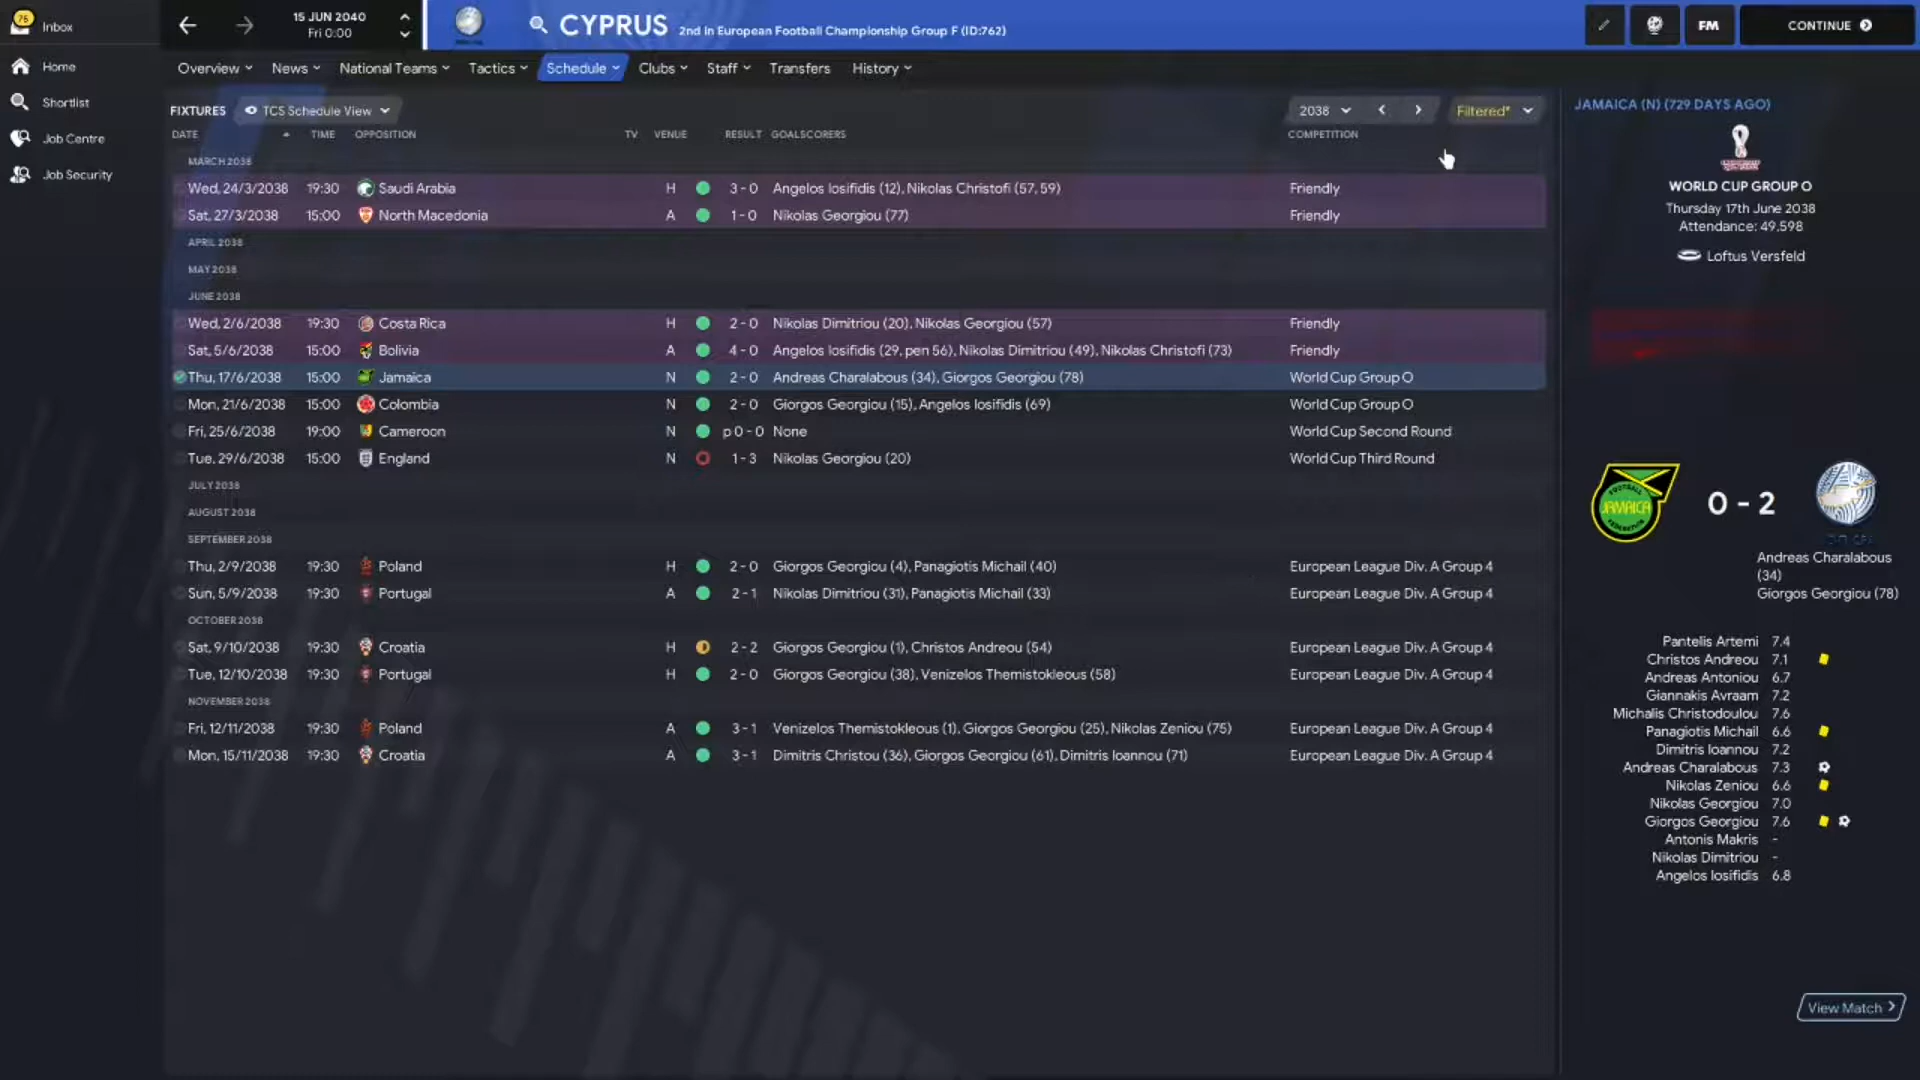 76
Inbox
15 JUN 2040
Fri 0:00
CYPRUS 2nd in European Football Championship Group F (ID:762)
FM
CONTINUE
Home
Shortlist
Job Centre
Job Security
Overview News National Teams Tactics Schedule Clubs Staff Transfers History
FIXTURES TCS Schedule View 2038 Filtered*
DATE TIME OPPOSITION TV VENUE RESULT GOALSCORERS COMPETITION
MARCH 2038
Wed, 24/3/2038 19:30 Saudi Arabia H 3 - 0 Angelos Iosifidis (12), Nikolas Christofi (57, 59) Friendly
Sat, 27/3/2038 15:00 North Macedonia A 1 - 0 Nikolas Georgiou (77) Friendly
APRIL 2038
MAY 2038
JUNE 2038
Wed, 2/6/2038 19:30 Costa Rica H 2 - 0 Nikolas Dimitriou (20), Nikolas Georgiou (57) Friendly
Sat, 5/6/2038 15:00 Bolivia A 4 - 0 Angelos Iosifidis (29, pen 56), Nikolas Dimitriou (49), Nikolas Christofi (73) Friendly
Thu, 17/6/2038 15:00 Jamaica N 2 - 0 Andreas Charalabous (34), Giorgos Georgiou (78) World Cup Group O
Mon, 21/6/2038 15:00 Colombia N 2 - 0 Giorgos Georgiou (15), Angelos Iosifidis (69) World Cup Group O
Fri, 25/6/2038 19:00 Cameroon N p 0 - 0 None World Cup Second Round
Tue, 29/6/2038 15:00 England N 1 - 3 Nikolas Georgiou (20) World Cup Third Round
JULY 2038
AUGUST 2038
SEPTEMBER 2038
Thu, 2/9/2038 19:30 Poland H 2 - 0 Giorgos Georgiou (4), Panagiotis Michail (40) European League Div. A Group 4
Sun, 5/9/2038 19:30 Portugal A 2 - 1 Nikolas Dimitriou (31), Panagiotis Michail (33) European League Div. A Group 4
OCTOBER 2038
Sat, 9/10/2038 19:30 Croatia H 2 - 2 Giorgos Georgiou (1), Christos Andreou (54) European League Div. A Group 4
Tue, 12/10/2038 19:30 Portugal H 2 - 0 Giorgos Georgiou (38), Venizelos Themistokleous (58) European League Div. A Group 4
NOVEMBER 2038
Fri, 12/11/2038 19:30 Poland A 3 - 1 Venizelos Themistokleous (1), Giorgos Georgiou (25), Nikolas Zeniou (75) European League Div. A Group 4
Mon, 15/11/2038 19:30 Croatia A 3 - 1 Dimitris Christou (36), Giorgos Georgiou (61), Dimitris Ioannou (71) European League Div. A Group 4
JAMAICA (N) (729 DAYS AGO)
WORLD CUP GROUP O
Thursday 17th June 2038
Attendance: 49,598
Loftus Versfeld
JAMAICA
0 - 2
Andreas Charalabous
(34)
Giorgos Georgiou (78)
Pantelis Artemi 7.4
Christos Andreou 7.1
Andreas Antoniou 6.7
Giannakis Avraam 7.2
Michalis Christodoulou 7.6
Panagiotis Michail 6.6
Dimitris Ioannou 7.2
Andreas Charalabous 7.3
Nikolas Zeniou 6.6
Nikolas Georgiou 7.0
Giorgos Georgiou 7.6
Antonis Makris -
Nikolas Dimitriou -
Angelos Iosifidis 6.8
View Match